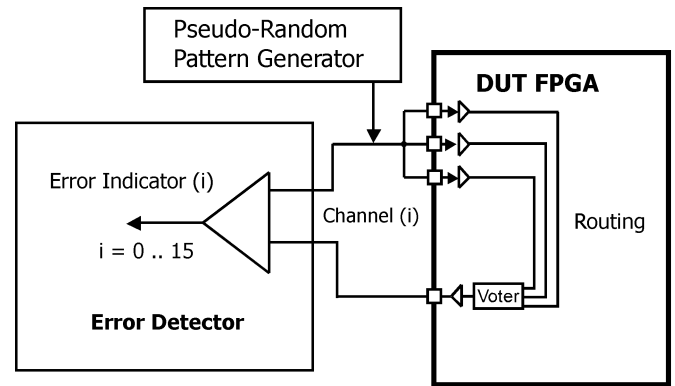 Pseudo-Random
Pattern Generator
DUT FPGA
Error Indicator (i)
Channel (i)
Routing
i = 0 .. 15
Voter
Error Detector